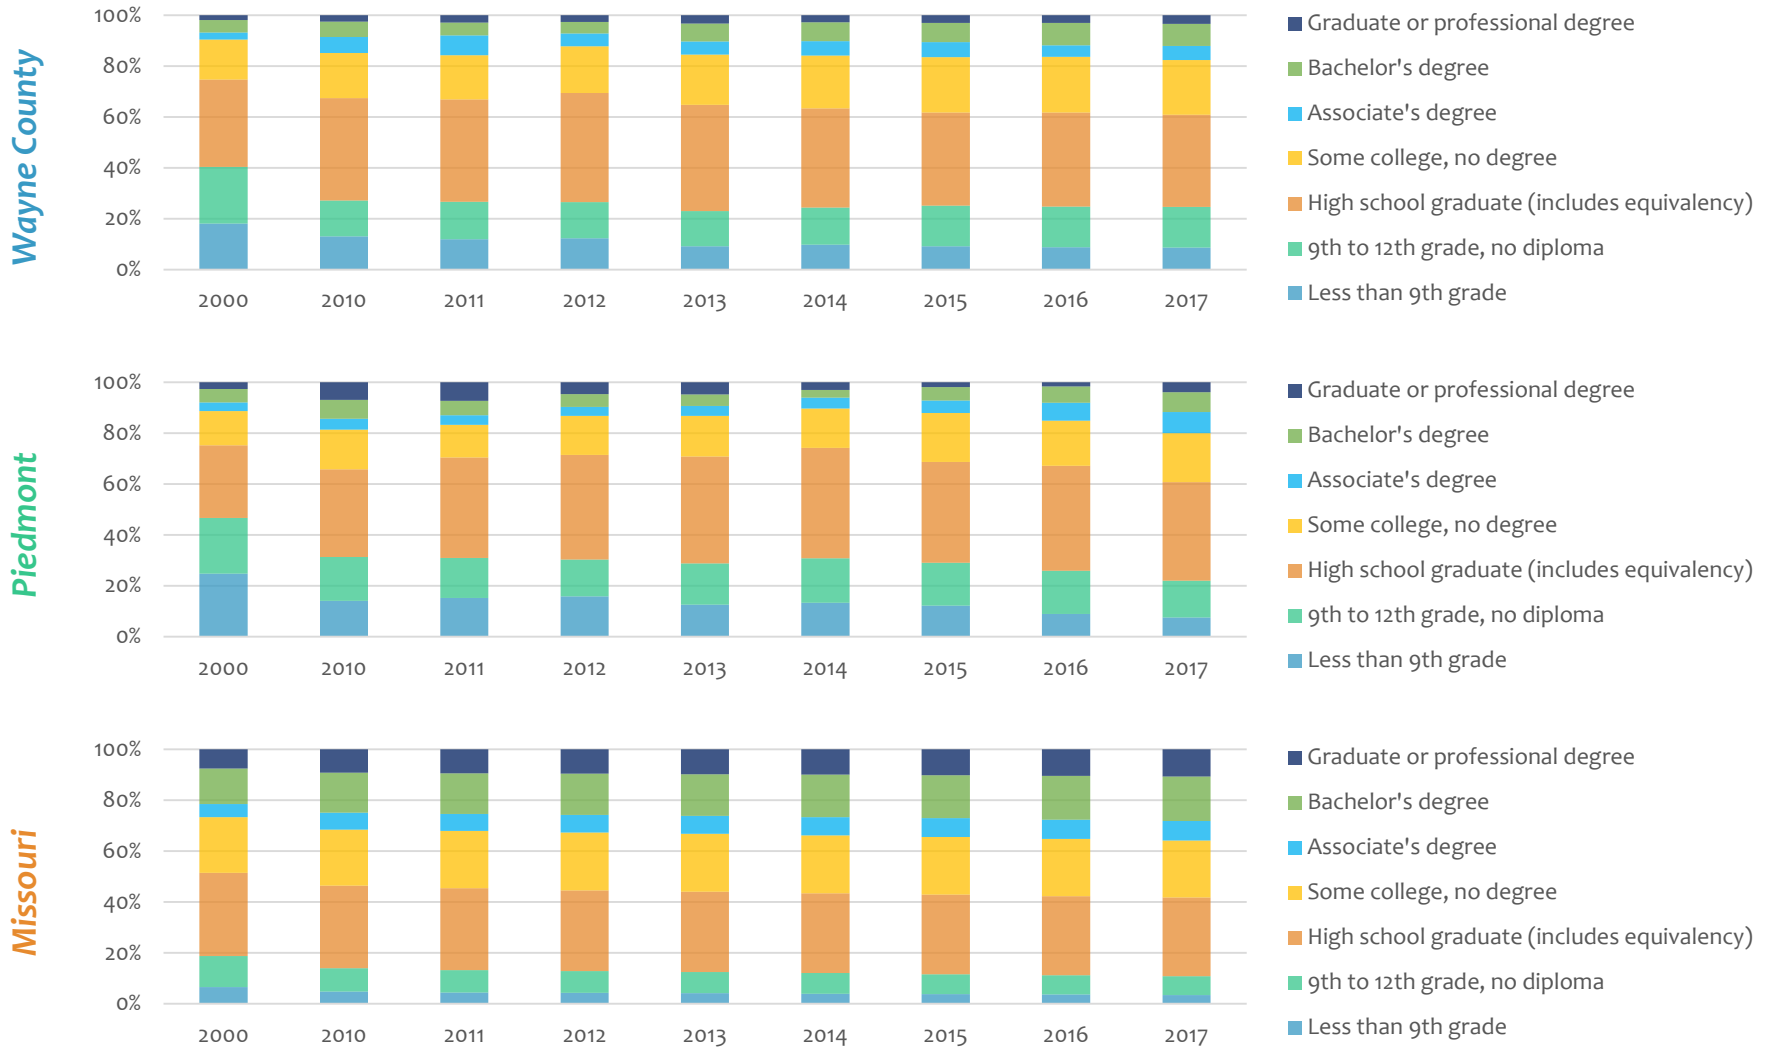 Wayne County
100%
80%
60%
40%
20%
0%
2000 2010 2011 2012 2013 2014 2015 2016 2017
Graduate or professional degree
Bachelor's degree
Associate's degree
Some college, no degree
High school graduate (includes equivalency)
9th to 12th grade, no diploma
Less than 9th grade
Piedmont
100%
80%
60%
40%
20%
0%
2000 2010 2011 2012 2013 2014 2015 2016 2017
Graduate or professional degree
Bachelor's degree
Associate's degree
Some college, no degree
High school graduate (includes equivalency)
9th to 12th grade, no diploma
Less than 9th grade
Missouri
100%
80%
60%
40%
20%
0%
2000 2010 2011 2012 2013 2014 2015 2016 2017
Graduate or professional degree
Bachelor's degree
Associate's degree
Some college, no degree
High school graduate (includes equivalency)
9th to 12th grade, no diploma
Less than 9th grade